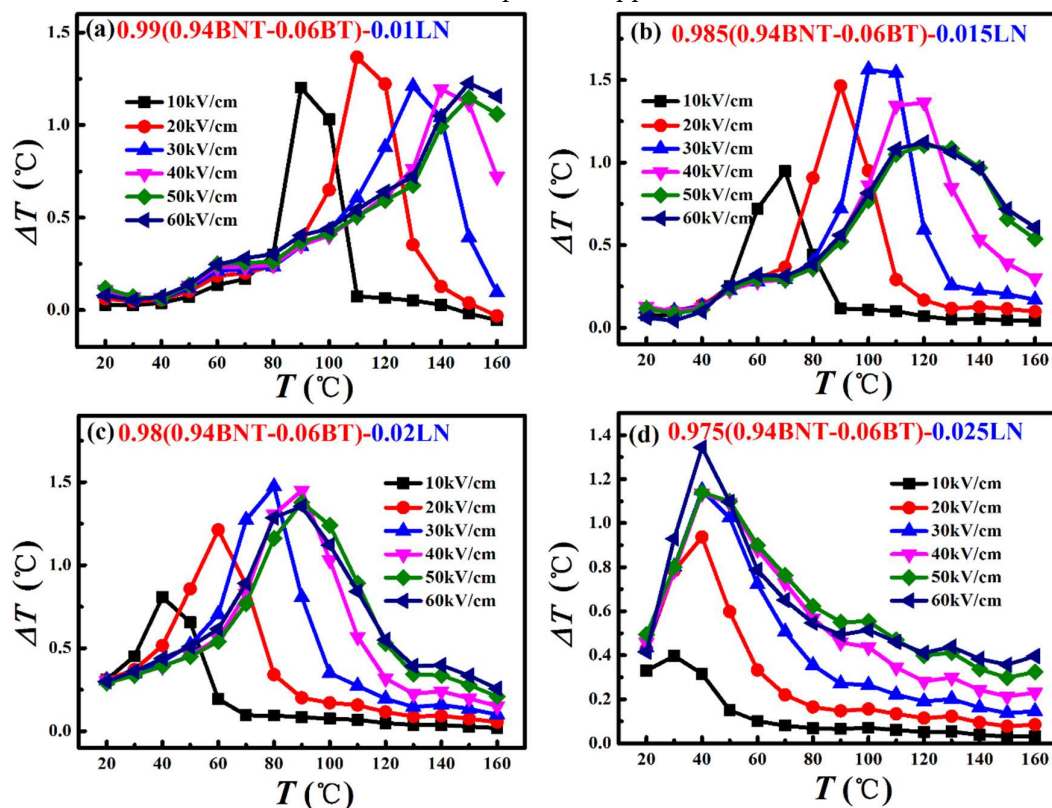 (a) 0.99(0.94BNT-0.06BT)-0.01LN
1.5
1.0
0.5
0.0
ΔT (℃)
10kV/cm
20kV/cm
30kV/cm
40kV/cm
50kV/cm
60kV/cm
20 40 60 80 100 120 140 160
T (℃)
(b) 0.985(0.94BNT-0.06BT)-0.015LN
1.5
1.0
0.5
0.0
ΔT (℃)
10kV/cm
20kV/cm
30kV/cm
40kV/cm
50kV/cm
60kV/cm
20 40 60 80 100 120 140 160
T (℃)
(c) 0.98(0.94BNT-0.06BT)-0.02LN
1.5
1.0
0.5
0.0
ΔT (℃)
10kV/cm
20kV/cm
30kV/cm
40kV/cm
50kV/cm
60kV/cm
20 40 60 80 100 120 140 160
T (℃)
0.975(0.94BNT-0.06BT)-0.025LN
(d)
1.4
1.2
1.0
0.8
0.6
0.4
0.2
0.0
ΔT (℃)
10kV/cm
20kV/cm
30kV/cm
40kV/cm
50kV/cm
60kV/cm
20 40 60 80 100 120 140 160
T (℃)